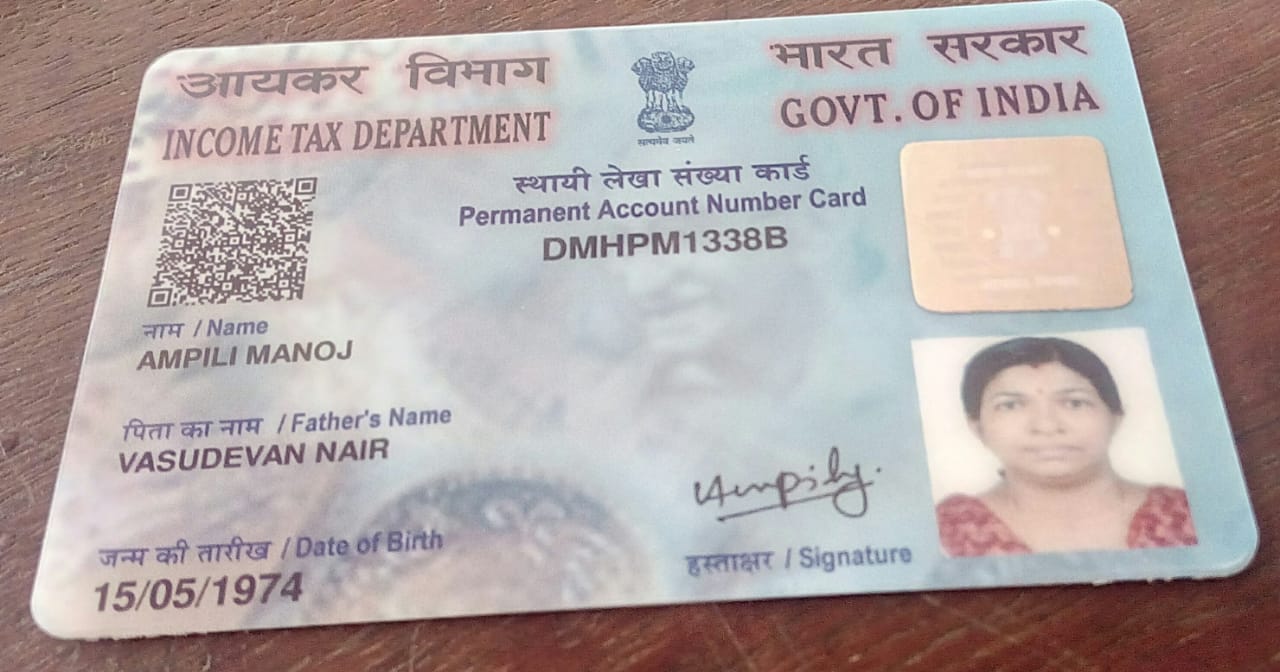 आयकर विभाग
INCOME TAX DEPARTMENT
सत्यमेव जयते
भारत सरकार
GOVT. OF INDIA
स्थायी लेखा संख्या कार्ड
Permanent Account Number Card
DMHPM1338B
नाम / Name
AMPILI MANOJ
पिता का नाम / Father's Name
VASUDEVAN NAIR
जन्म की तारीख / Date of Birth
15/05/1974
Ampily.
हस्ताक्षर / Signature